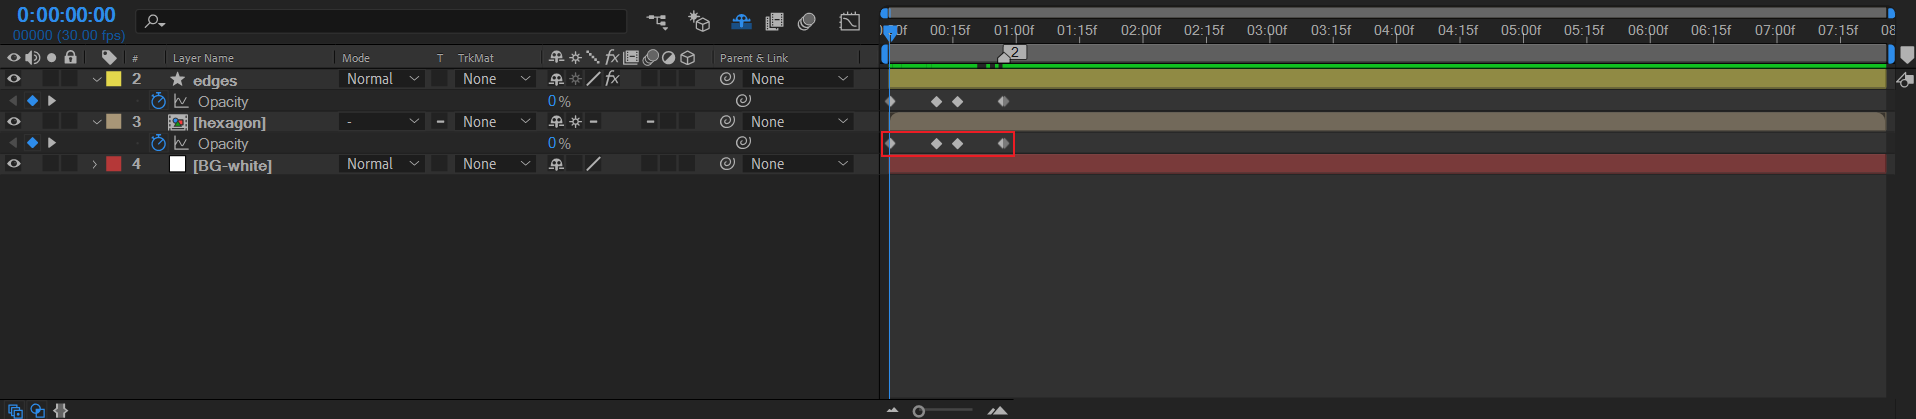 0:00:00:00
00000 (30.00 fps)
00f 00:15f 01:00f 01:15f 02:00f 02:15f 03:00f 03:15f 04:00f 04:15f 05:00f 05:15f 06:00f 06:15f 07:00f 07:15f 08
2
# Layer Name Mode T TrkMat fx Parent & Link
2 edges Normal None fx None
Opacity 0 %
3 [hexagon] - None None
Opacity 0 %
4 [BG-white] Normal None None